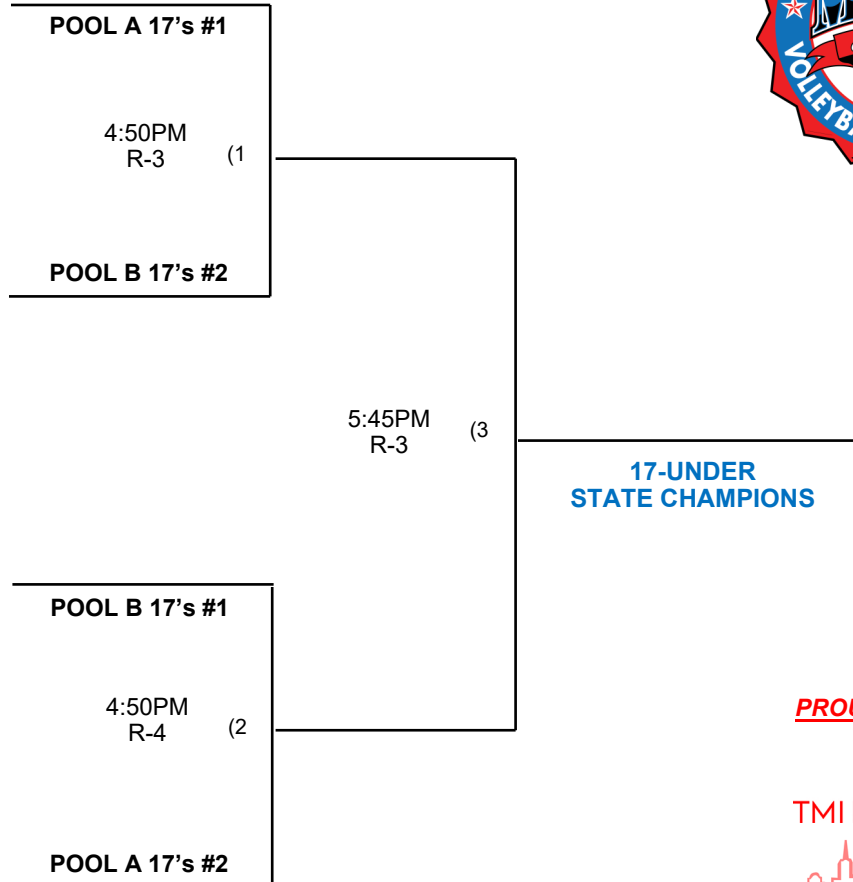 POOL A 17's #1
4:50PM
R-3 (1
POOL B 17's #2
5:45PM
R-3 (3
17-UNDER
STATE CHAMPIONS
POOL B 17's #1
4:50PM
R-4 (2
POOL A 17's #2
TMI